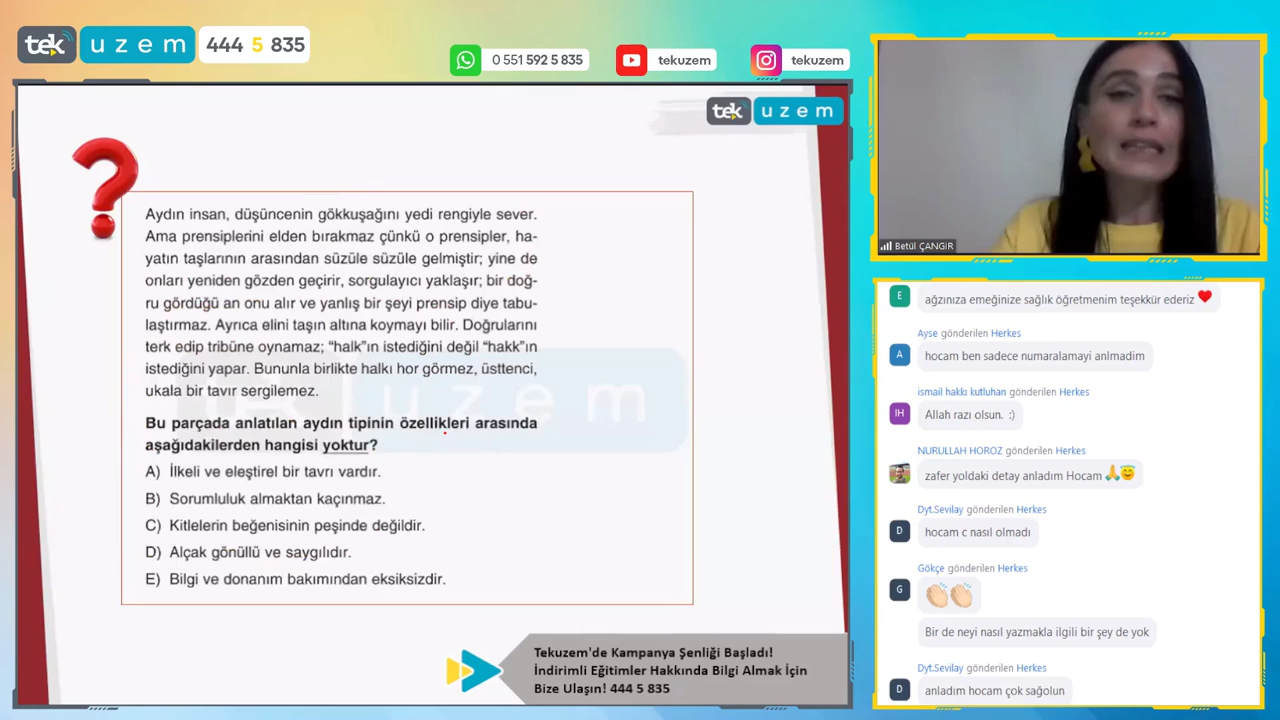 tek uzem 444 5 835
0 551 592 5 835
tekuzem
tekuzem
tek uzem
Aydın insan, düşüncenin gökkuşağını yedi rengiyle sever.
Ama prensiplerini elden bırakmaz çünkü o prensipler, ha-
yatın taşlarının arasından süzüle süzüle gelmiştir; yine de
onları yeniden gözden geçirir, sorgulayıcı yaklaşır; bir doğ-
ru gördüğü an onu alır ve yanlış bir şeyi prensip diye tabu-
laştırmaz. Ayrıca elini taşın altına koymayı bilir. Doğrularını
terk edip tribüne oynamaz; “halk”ın istediğini değil “hakk”ın
istediğini yapar. Bununla birlikte halkı hor görmez, üsttenci,
ukala bir tavır sergilemez.
Bu parçada anlatılan aydın tipinin özellikleri arasında
aşağıdakilerden hangisi yoktur?
A) İlkeli ve eleştirel bir tavrı vardır.
B) Sorumluluk almaktan kaçınmaz.
C) Kitlelerin beğenisinin peşinde değildir.
D) Alçak gönüllü ve saygılıdır.
E) Bilgi ve donanım bakımından eksiksizdir.
uzem
Tekuzem'de Kampanya Şenliği Başladı!
İndirimli Eğitimler Hakkında Bilgi Almak İçin
Bize Ulaşın! 444 5 835
Betül ÇANGIR
E
ağzınıza emeğinize sağlık öğretmenim teşekkür ederiz ❤️
Ayse gönderilen Herkes
A
hocam ben sadece numaralamayi anlmadim
ismail hakkı kutluhan gönderilen Herkes
IH
Allah razı olsun. :)
NURULLAH HOROZ gönderilen Herkes
zafer yoldaki detay anladım Hocam 🙏😇
Dyt.Sevilay gönderilen Herkes
D
hocam c nasıl olmadı
Gökçe gönderilen Herkes
G
👏🏻👏🏻
Bir de neyi nasıl yazmakla ilgili bir şey de yok
Dyt.Sevilay gönderilen Herkes
D
anladım hocam çok sağolun